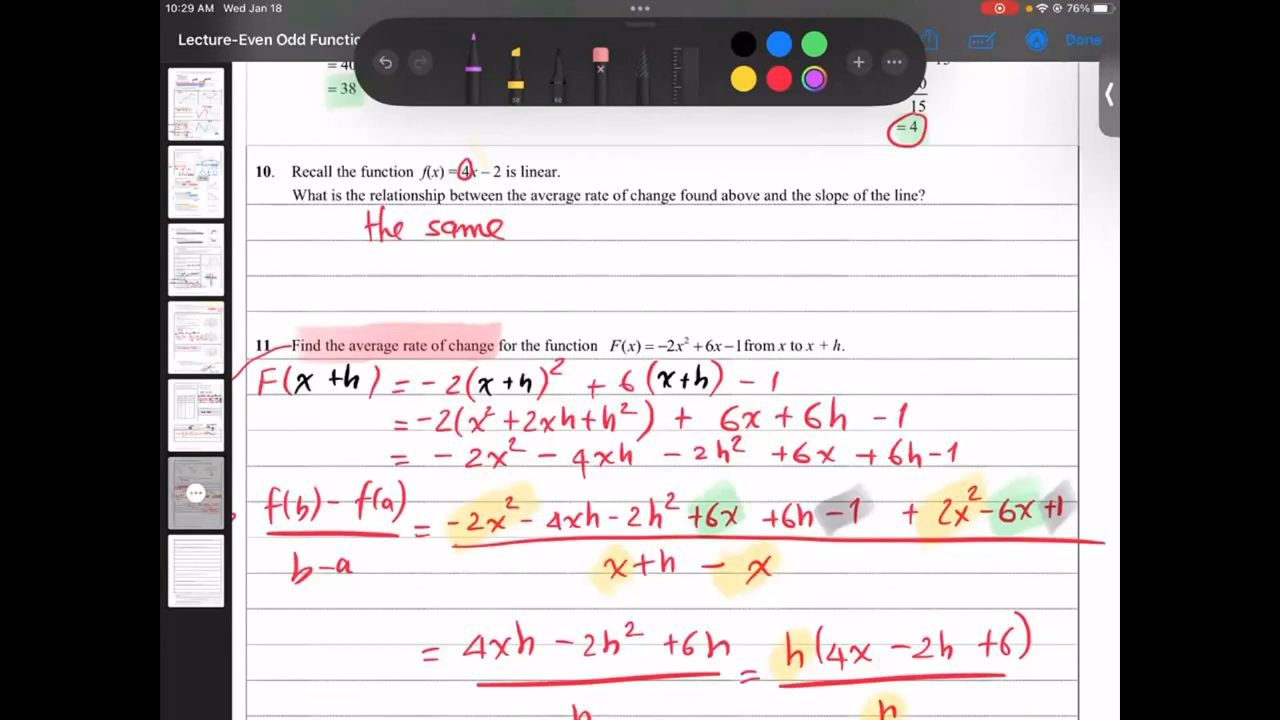 10:29 AM Wed Jan 18
76%
Lecture-Even Odd Functio
Done
= 40
= 38
15
= 4
10. Recall the function f(x) = 4x − 2 is linear.
What is the relationship between the average rate of change found above and the slope of the line?
the same
11 Find the average rate of change for the function F(x) = −2x² + 6x − 1 from x to x + h.
F(x + h) = −2(x+h)² + 6(x+h) − 1
= −2(x² + 2xh + h²) + 6x + 6h − 1
= − 2x² − 4xh − 2h² + 6x + 6h − 1
f(b) − f(a) = −2x² − 4xh − 2h² + 6x + 6h − 1 + 2x² − 6x + 1
b − a x + h − x
= 4xh − 2h² + 6h = h(4x − 2h + 6)
h h